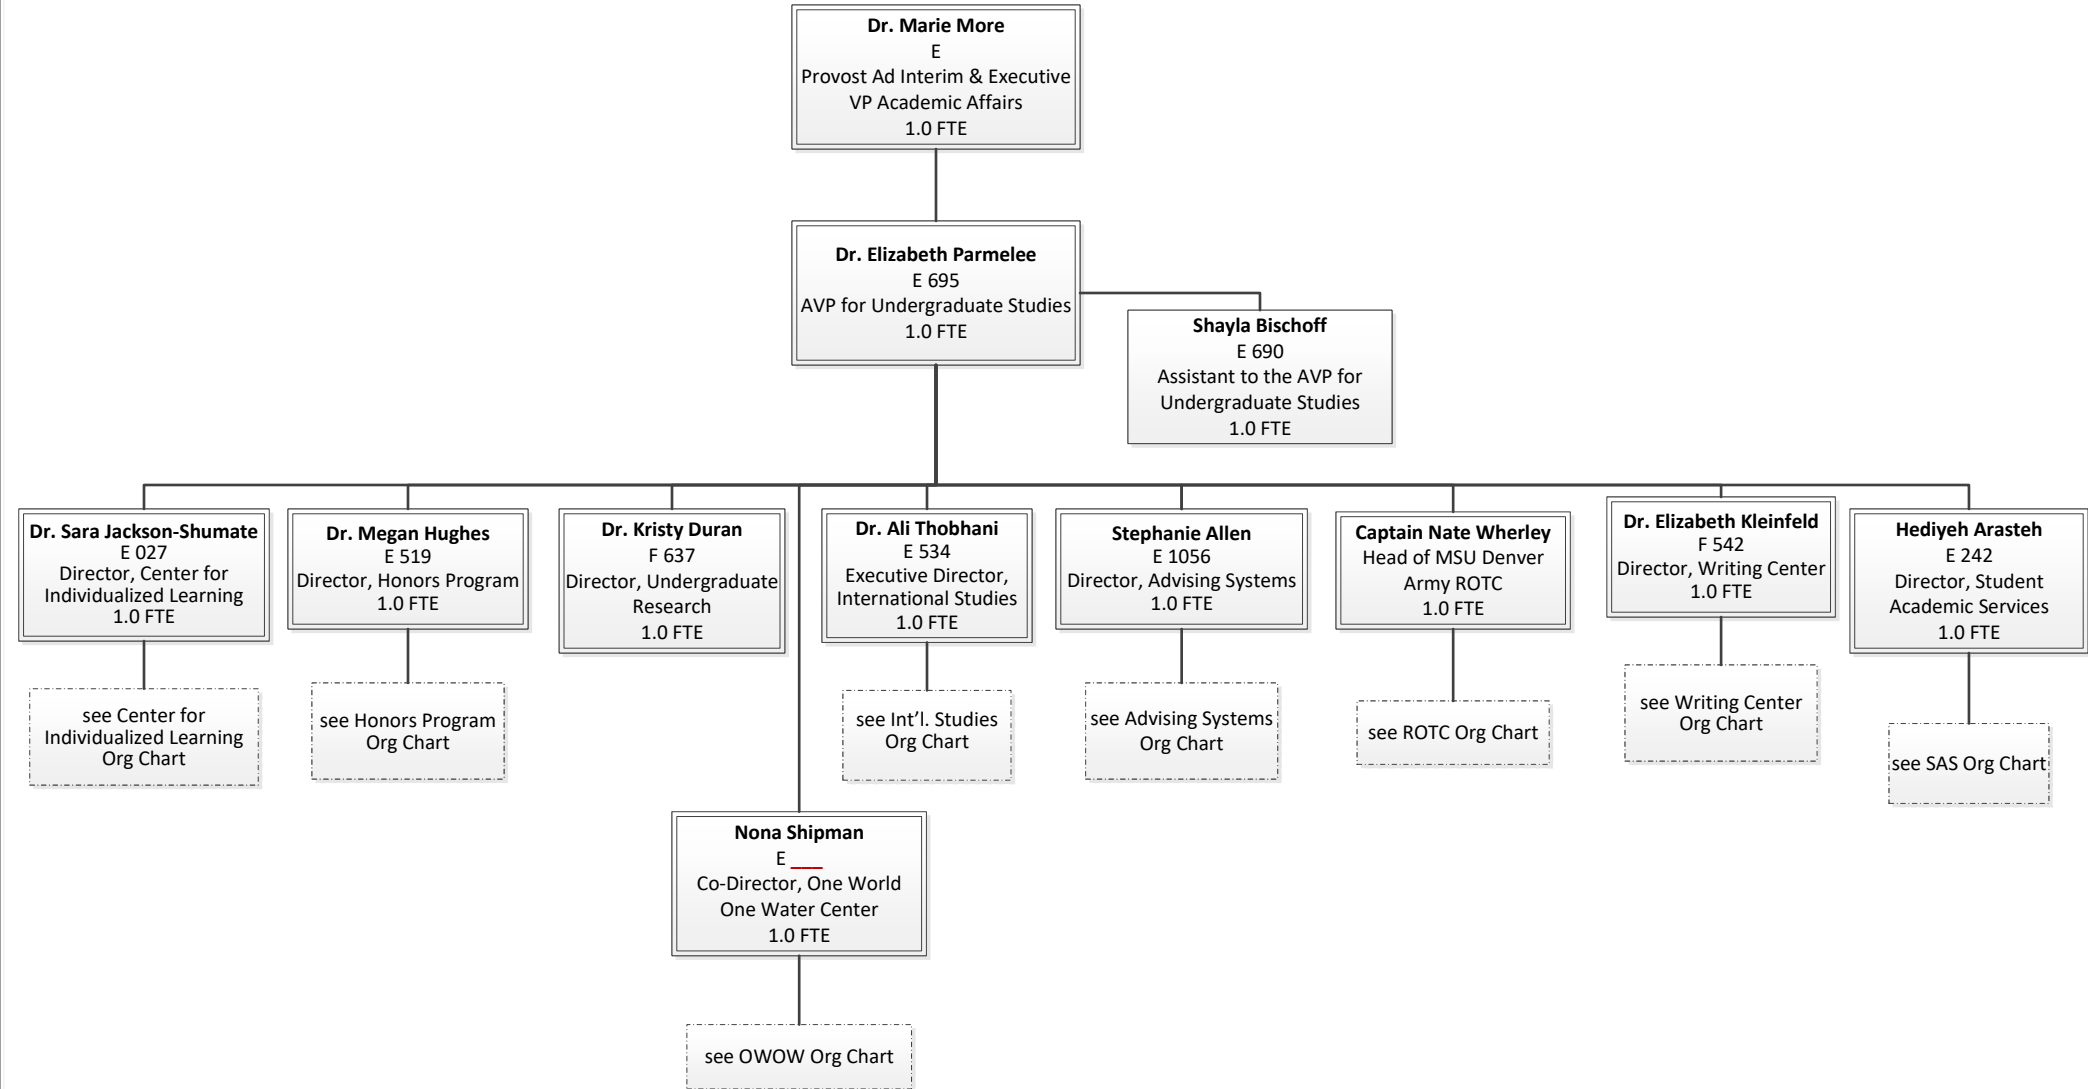 Dr. Marie More
E
Provost Ad Interim & Executive
VP Academic Affairs
1.0 FTE
Dr. Elizabeth Parmelee
E 695
AVP for Undergraduate Studies
1.0 FTE
Shayla Bischoff
E 690
Assistant to the AVP for
Undergraduate Studies
1.0 FTE
Dr. Sara Jackson-Shumate
E 027
Director, Center for
Individualized Learning
1.0 FTE
Dr. Megan Hughes
E 519
Director, Honors Program
1.0 FTE
Dr. Kristy Duran
F 637
Director, Undergraduate
Research
1.0 FTE
Dr. Ali Thobhani
E 534
Executive Director,
International Studies
1.0 FTE
Stephanie Allen
E 1056
Director, Advising Systems
1.0 FTE
Captain Nate Wherley
Head of MSU Denver
Army ROTC
1.0 FTE
Dr. Elizabeth Kleinfeld
F 542
Director, Writing Center
1.0 FTE
Hediyeh Arasteh
E 242
Director, Student
Academic Services
1.0 FTE
see Center for
Individualized Learning
Org Chart
see Honors Program
Org Chart
see Int’l. Studies
Org Chart
see Advising Systems
Org Chart
see ROTC Org Chart
see Writing Center
Org Chart
see SAS Org Chart
Nona Shipman
E ___
Co-Director, One World
One Water Center
1.0 FTE
see OWOW Org Chart